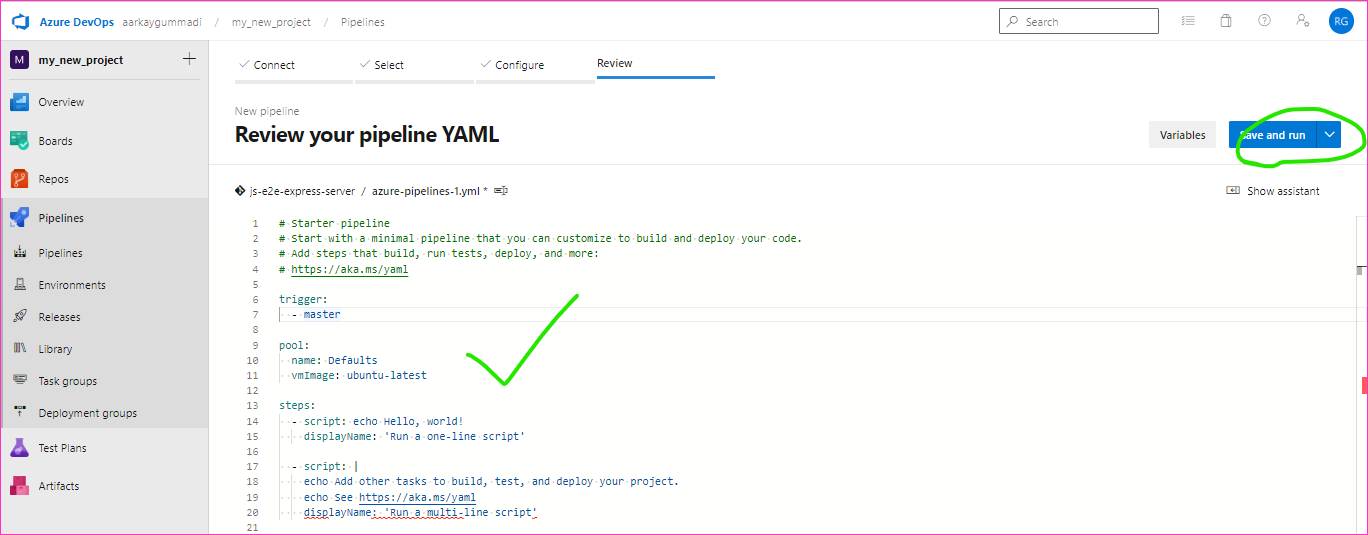 Azure DevOps aarkaygummadi / my_new_project / Pipelines Search RG
M my_new_project +
Connect Select Configure Review
Overview
Boards
Repos
Pipelines
Pipelines
Environments
Releases
Library
Task groups
Deployment groups
Test Plans
Artifacts
New pipeline
Review your pipeline YAML
Variables Save and run
js-e2e-express-server / azure-pipelines-1.yml * Show assistant
1 # Starter pipeline
2 # Start with a minimal pipeline that you can customize to build and deploy your code.
3 # Add steps that build, run tests, deploy, and more:
4 # https://aka.ms/yaml
5
6 trigger:
7 - master
8
9 pool:
10 name: Defaults
11 vmImage: ubuntu-latest
12
13 steps:
14 - script: echo Hello, world!
15 displayName: 'Run a one-line script'
16
17 - script: |
18 echo Add other tasks to build, test, and deploy your project.
19 echo See https://aka.ms/yaml
20 displayName: 'Run a multi-line script'
21